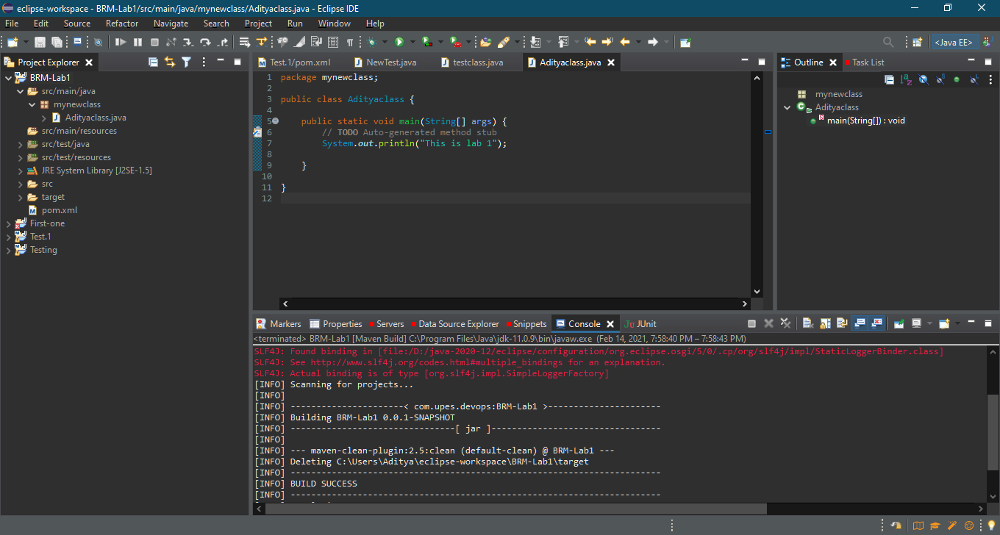 eclipse-workspace - BRM-Lab1/src/main/java/mynewclass/Adityaclass.java - Eclipse IDE
File Edit Source Refactor Navigate Search Project Run Window Help
<Java EE>
Project Explorer
BRM-Lab1
src/main/java
mynewclass
Adityaclass.java
src/main/resources
src/test/java
src/test/resources
JRE System Library [J2SE-1.5]
src
target
pom.xml
First-one
Test.1
Testing
Test.1/pom.xml NewTest.java testclass.java Adityaclass.java
1 package mynewclass;
2
3 public class Adityaclass {
4
5 public static void main(String[] args) {
6 // TODO Auto-generated method stub
7 System.out.println("This is lab 1");
8
9 }
10
11 }
12
Outline Task List
mynewclass
Adityaclass
main(String[]) : void
Markers Properties Servers Data Source Explorer Snippets Console JUnit
<terminated> BRM-Lab1 [Maven Build] C:\Program Files\Java\jdk-11.0.9\bin\javaw.exe (Feb 14, 2021, 7:58:40 PM – 7:58:43 PM)
SLF4J: Found binding in [file:/D:/java-2020-12/eclipse/configuration/org.eclipse.osgi/5/0/.cp/org/slf4j/impl/StaticLoggerBinder.class]
SLF4J: See http://www.slf4j.org/codes.html#multiple_bindings for an explanation.
SLF4J: Actual binding is of type [org.slf4j.impl.SimpleLoggerFactory]
[INFO] Scanning for projects...
[INFO]
[INFO] ----------------------< com.upes.devops:BRM-Lab1 >----------------------
[INFO] Building BRM-Lab1 0.0.1-SNAPSHOT
[INFO] --------------------------------[ jar ]---------------------------------
[INFO]
[INFO] --- maven-clean-plugin:2.5:clean (default-clean) @ BRM-Lab1 ---
[INFO] Deleting C:\Users\Aditya\eclipse-workspace\BRM-Lab1\target
[INFO] ------------------------------------------------------------------------
[INFO] BUILD SUCCESS
[INFO] ------------------------------------------------------------------------